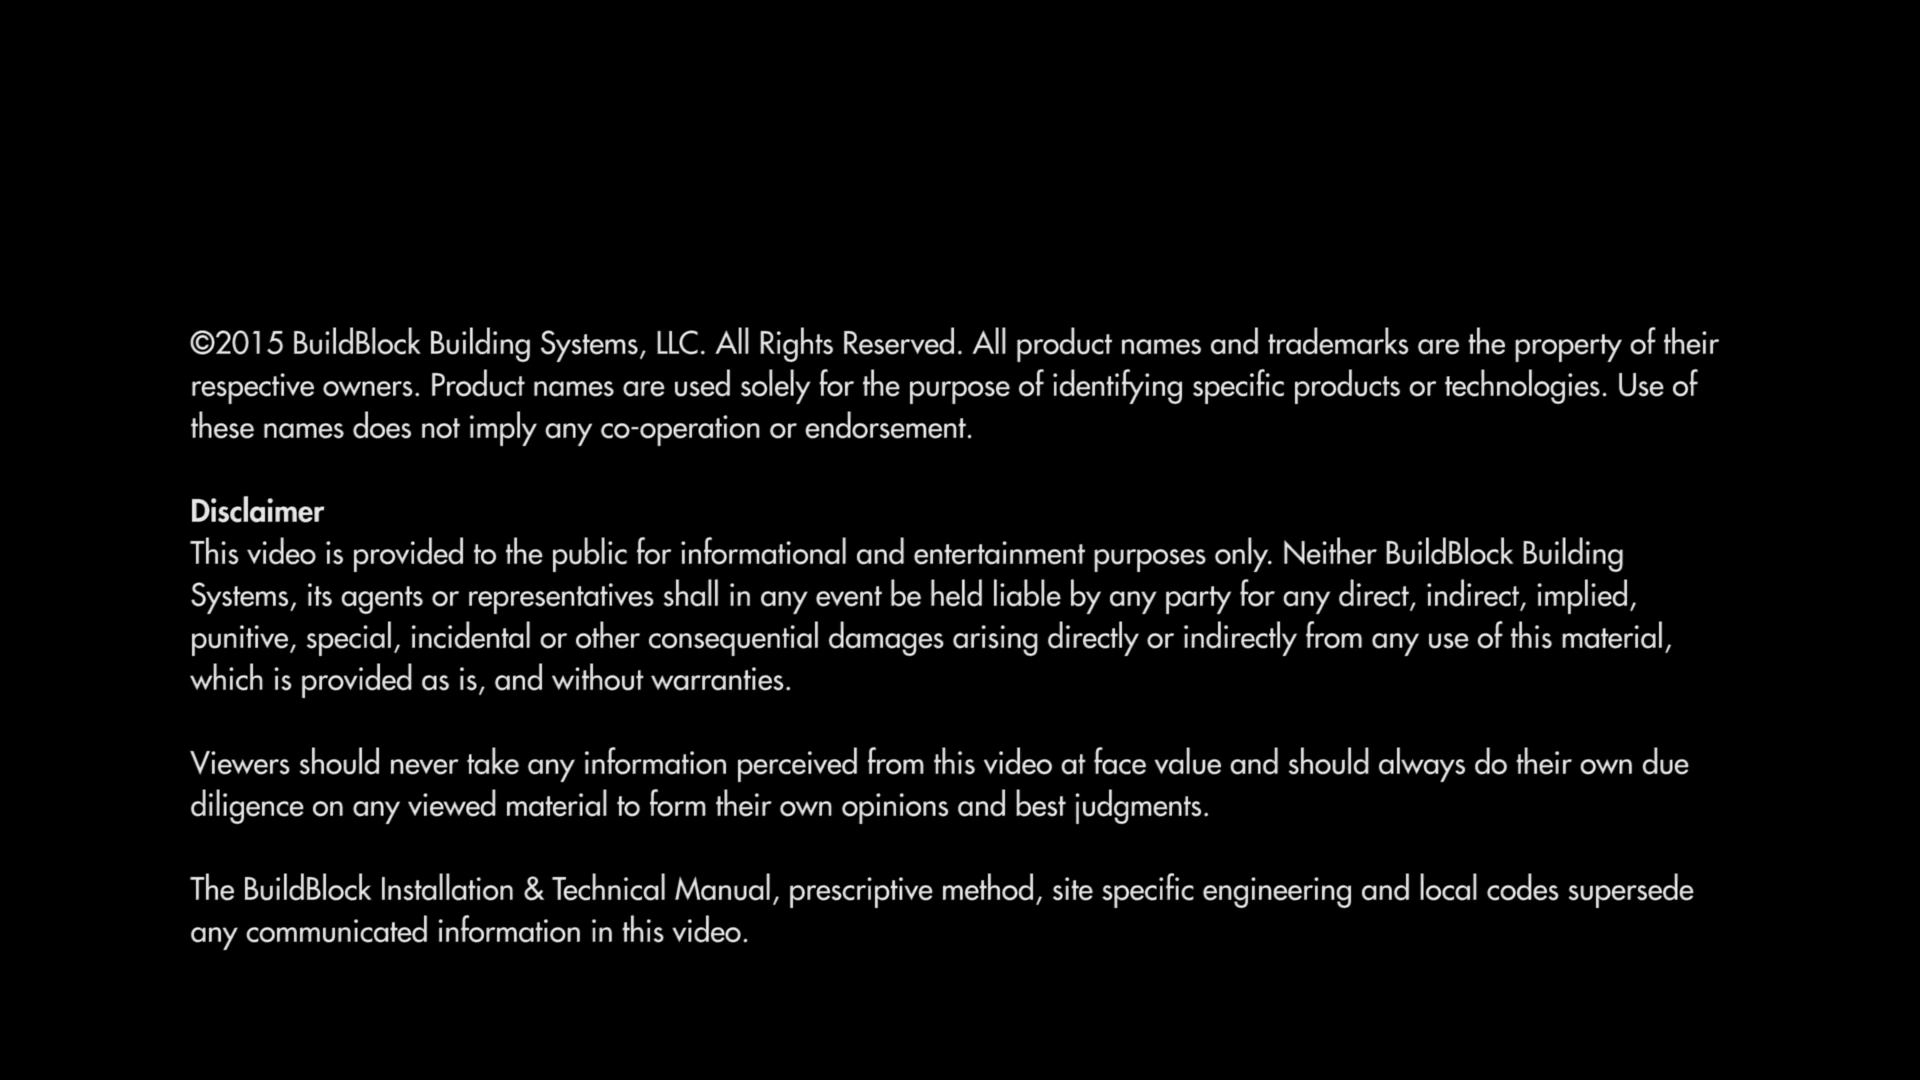 ©2015 BuildBlock Building Systems, LLC. All Rights Reserved. All product names and trademarks are the property of their
respective owners. Product names are used solely for the purpose of identifying specific products or technologies. Use of
these names does not imply any co-operation or endorsement.
Disclaimer
This video is provided to the public for informational and entertainment purposes only. Neither BuildBlock Building
Systems, its agents or representatives shall in any event be held liable by any party for any direct, indirect, implied,
punitive, special, incidental or other consequential damages arising directly or indirectly from any use of this material,
which is provided as is, and without warranties.
Viewers should never take any information perceived from this video at face value and should always do their own due
diligence on any viewed material to form their own opinions and best judgments.
The BuildBlock Installation & Technical Manual, prescriptive method, site specific engineering and local codes supersede
any communicated information in this video.